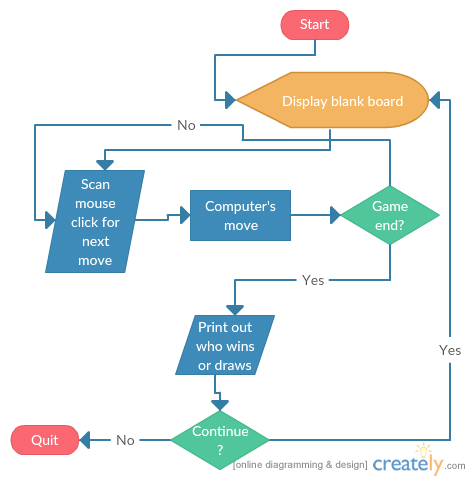 Start
Display blank board
No
Scan
mouse
click for
next
move
Computer's
move
Game
end?
Yes
Print out
who wins
or draws
Yes
Continue
?
No
Quit
[online diagramming & design]
creately.com